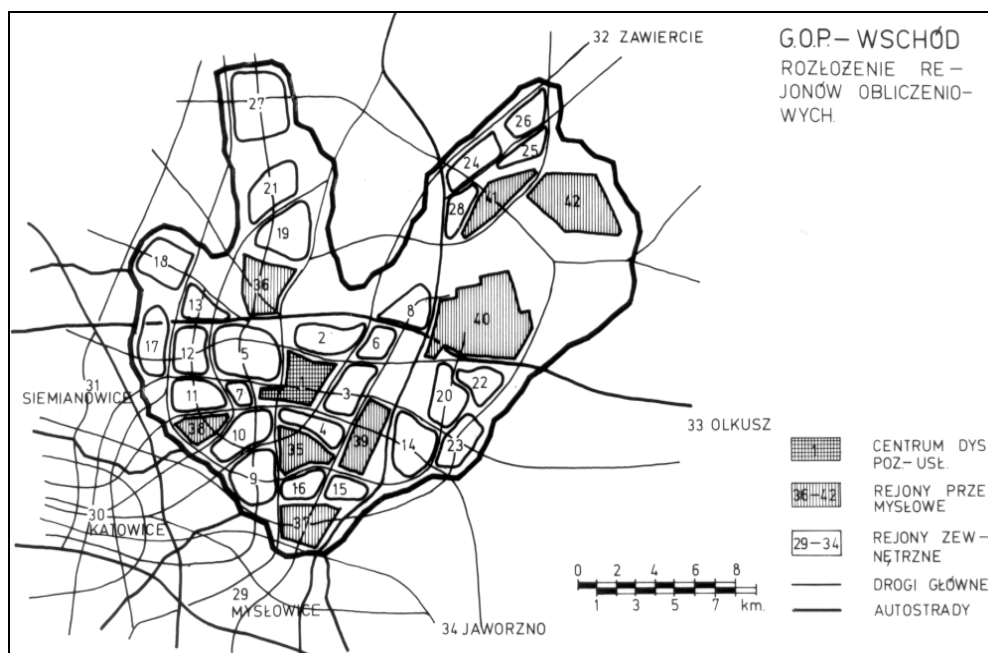 G.O.P.– WSCHÓD
ROZŁOŻENIE RE –
JONÓW OBLICZENIO–
WYCH.
32 ZAWIERCIE
27
26
24
25
21
28
41
42
19
18
36
13
8
40
17
12
5
2
6
31
1
3
22
SIEMIANOWICE
11
7
20
38
10
4
39
14
23
33 OLKUSZ
35
9
16
15
30
KATOWICE
37
29
MYSŁOWICE
34 JAWORZNO
1
CENTRUM DYS
POZ.– USŁ.
36–42
REJONY PRZE
MYSŁOWE
29–34
REJONY ZEW–
NĘTRZNE
DROGI GŁÓWNE
AUTOSTRADY
0 2 4 6 8
1 3 5 7 km.